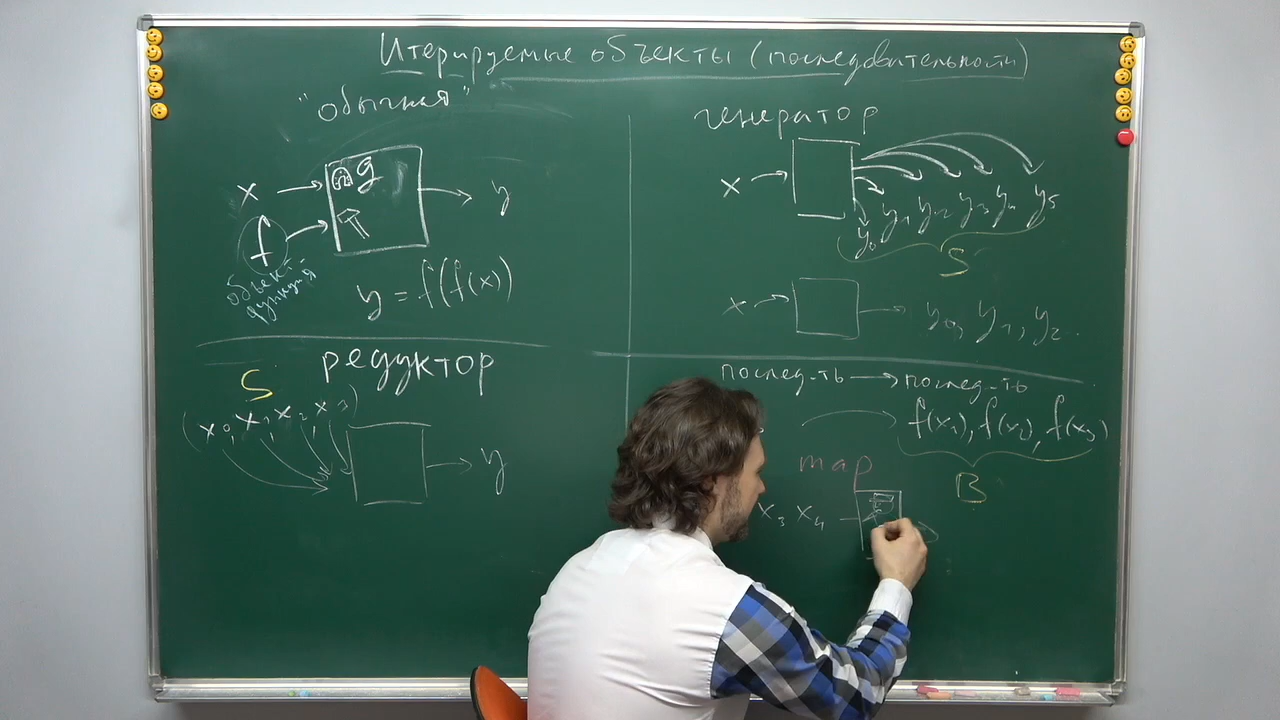 Итерируемые объекты (последовательности)
"обычная"
x
f
объект-
функция
g
y
y = f(f(x))
генератор
x
y₀ y₁ y₂ y₃ y₄ y₅
S
x
y₀, y₁, y₂ ..
редуктор
S
(x₀, x₁, x₂, x₃)
y
послед-ть → послед-ть
f(x₁), f(x₂), f(x₃)
map
B
x₃ x₄